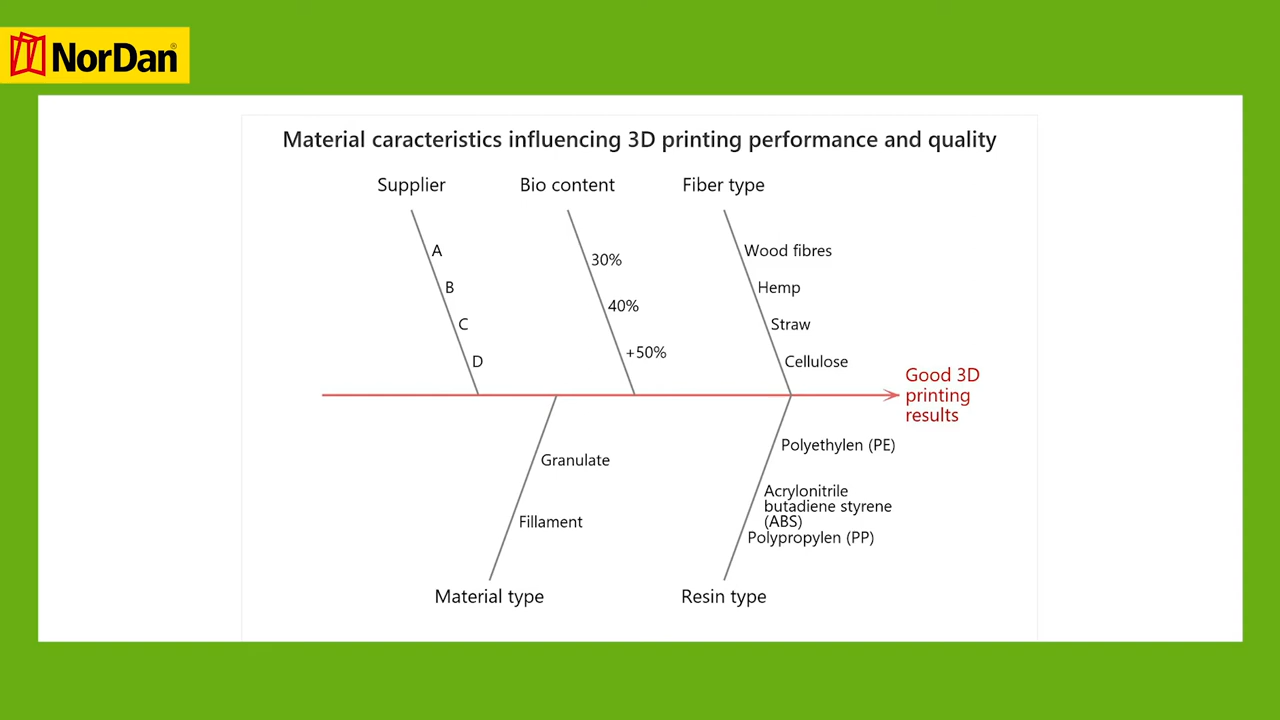 NorDan®
Material caracteristics influencing 3D printing performance and quality
Supplier
Bio content
Fiber type
A
B
C
D
30%
40%
+50%
Wood fibres
Hemp
Straw
Cellulose
Good 3D
printing
results
Granulate
Fillament
Polyethylen (PE)
Acrylonitrile
butadiene styrene
(ABS)
Polypropylen (PP)
Material type
Resin type